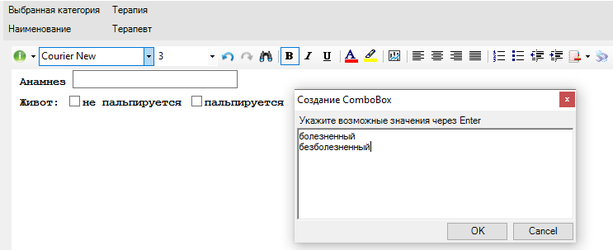 Выбранная категория Терапия
Наименование Терапевт
Courier New 3 B I U A
Анамнез
Живот: не пальпируется пальпируется
Создание ComboBox
Укажите возможные значения через Enter
болезненный
безболезненный
OK Cancel